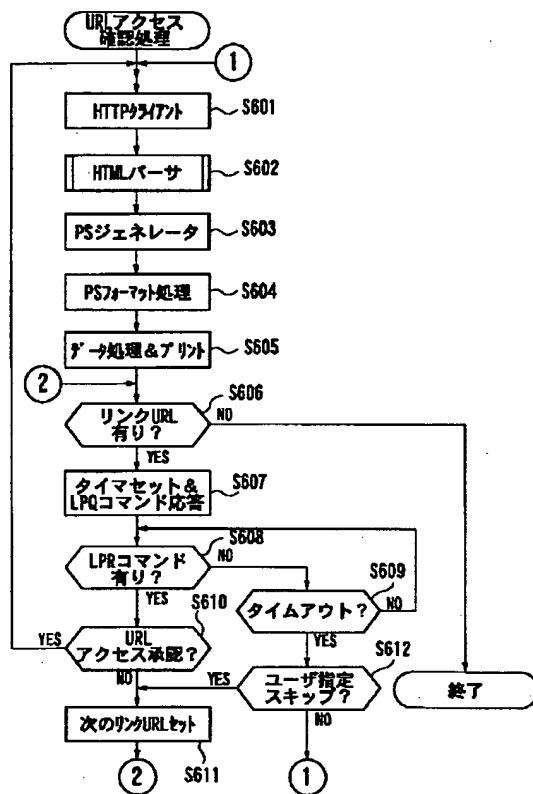 URLアクセス
確認処理
1
HTTPクライアント
S601
HTMLパーサ
S602
PSジェネレータ
S603
PSフォーマット処理
S604
データ処理&プリント
S605
2
S606
リンクURL
有り?
NO
YES
タイマセット&
LPQコマンド応答
S607
S608
LPRコマンド
有り?
NO
YES
S609
タイムアウト?
NO
YES
S610
URL
アクセス承認?
YES
NO
S612
ユーザ指定
スキップ?
YES
NO
終了
次のリンクURLセット
S611
2
1